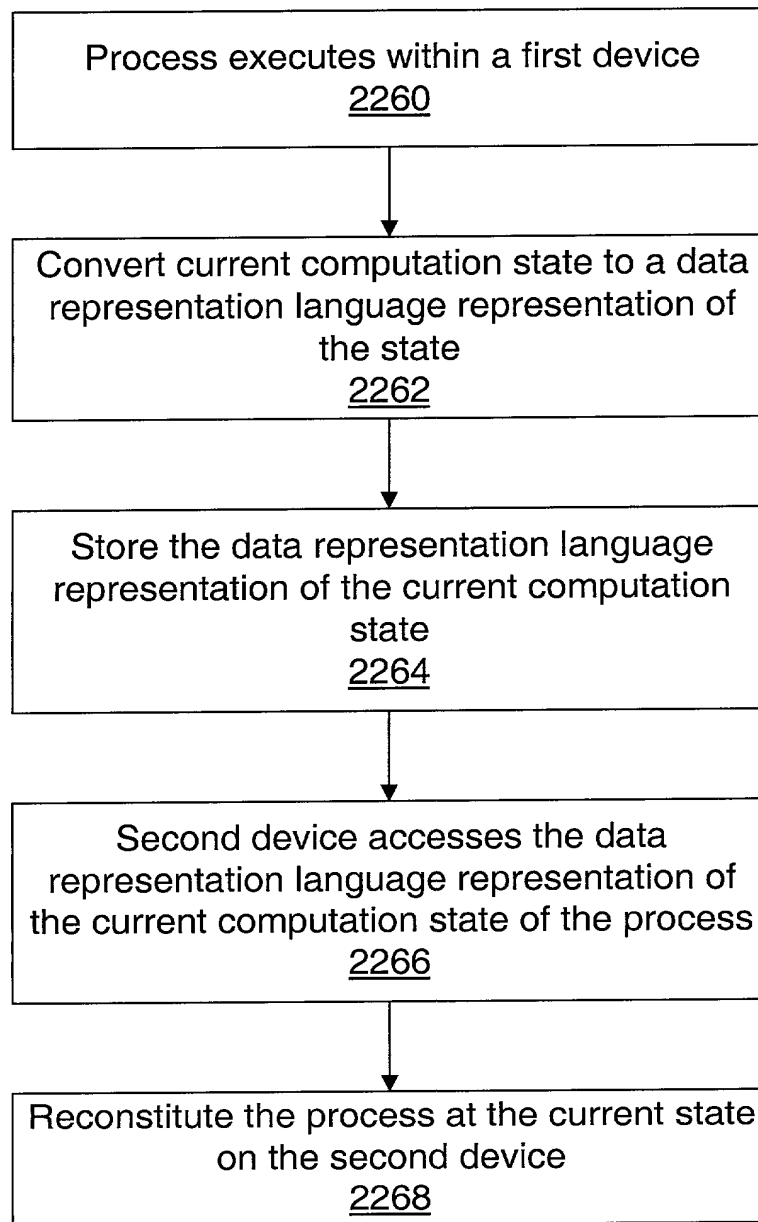 Process executes within a first device
2260
Convert current computation state to a data
representation language representation of
the state
2262
Store the data representation language
representation of the current computation
state
2264
Second device accesses the data
representation language representation of
the current computation state of the process
2266
Reconstitute the process at the current state
on the second device
2268